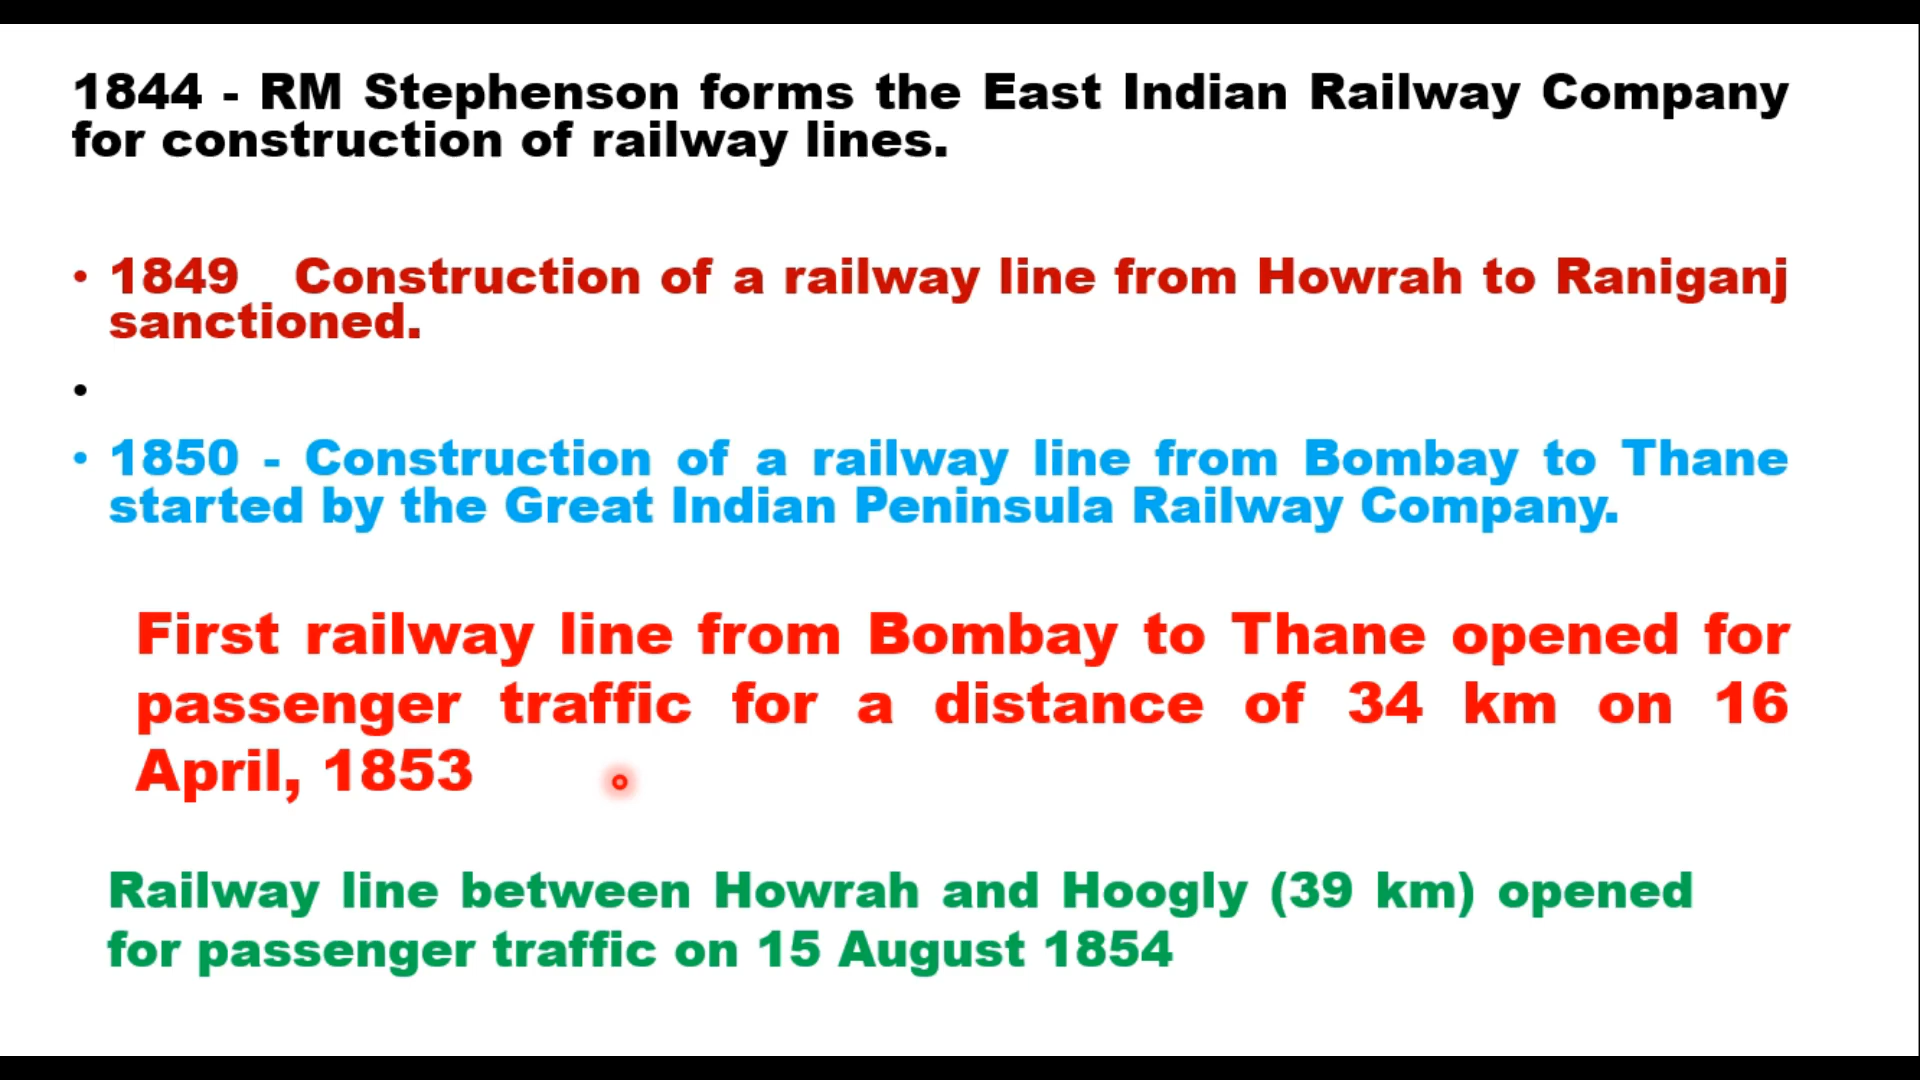 1844 - RM Stephenson forms the East Indian Railway Company
for construction of railway lines.
• 1849 Construction of a railway line from Howrah to Raniganj
sanctioned.
•
• 1850 - Construction of a railway line from Bombay to Thane
started by the Great Indian Peninsula Railway Company.
First railway line from Bombay to Thane opened for
passenger traffic for a distance of 34 km on 16
April, 1853
Railway line between Howrah and Hoogly (39 km) opened
for passenger traffic on 15 August 1854